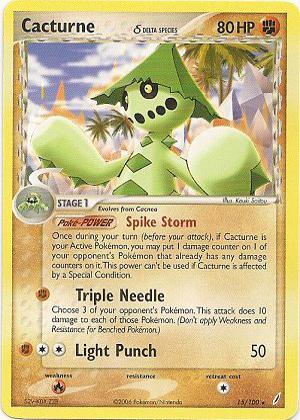 Cacturne δ DELTA SPECIES 80 HP
Illus. Kouki Saitou
STAGE 1 Evolves from Cacnea
Poké-POWER Spike Storm
Once during your turn (before your attack), if Cacturne is
your Active Pokémon, you may put 1 damage counter on 1 of
your opponent's Pokémon that already has any damage
counters on it. This power can't be used if Cacturne is affected
by a Special Condition.
Triple Needle
Choose 3 of your opponent's Pokémon. This attack does 10
damage to each of those Pokémon. (Don't apply Weakness and
Resistance for Benched Pokémon.)
Light Punch 50
weakness resistance retreat cost
©2006 Pokémon/Nintendo 15/100